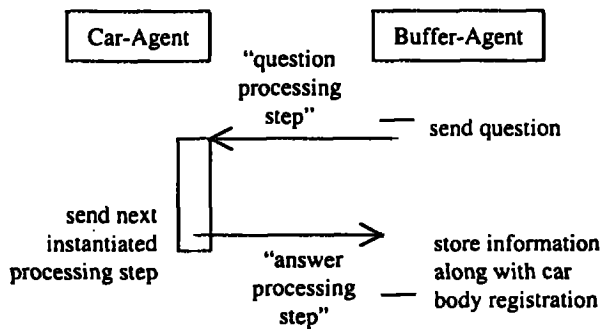 Car-Agent
Buffer-Agent
“question
processing
step”
send question
send next
instantiated
processing step
“answer
processing
step”
store information
along with car
body registration